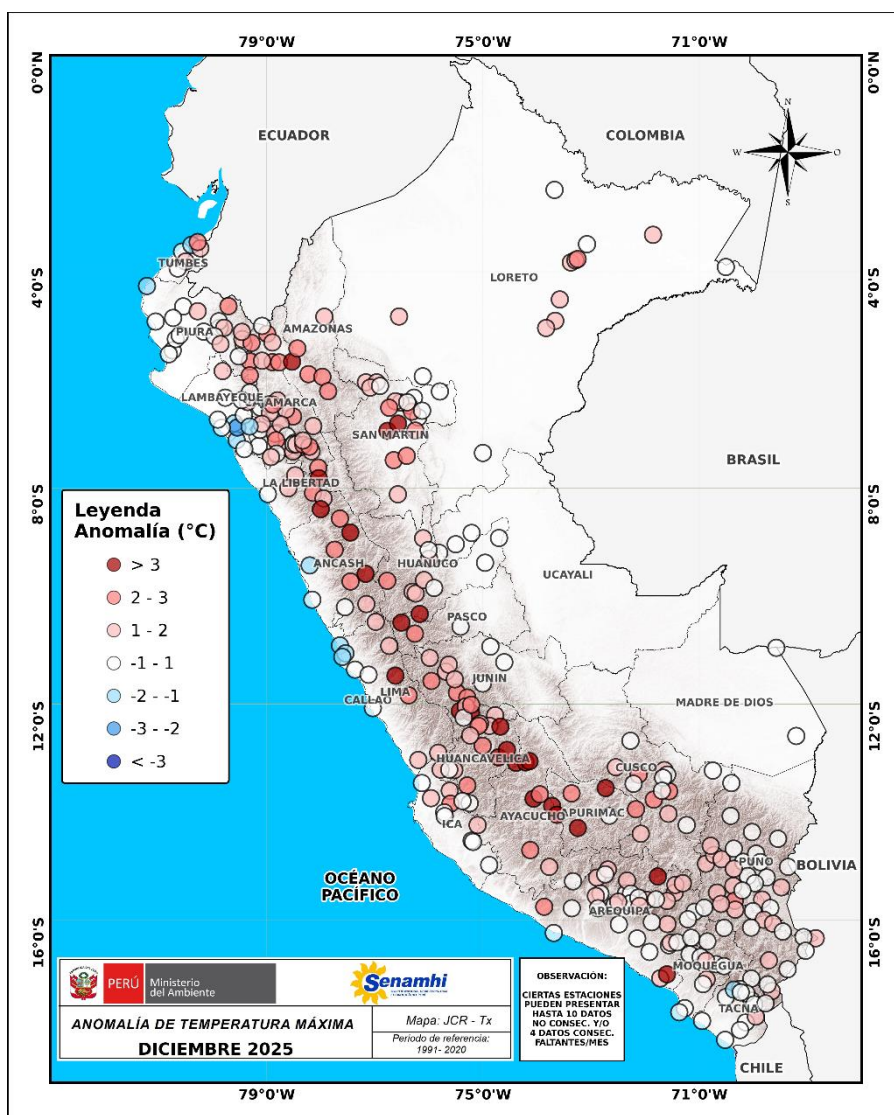 79°0'W 75°0'W 71°0'W
0°0'N 0°0'N
ECUADOR
COLOMBIA
N
W O
S
TUMBES
LORETO
4°0'S 4°0'S
PIURA
AMAZONAS
LAMBAYEQUE
CAJAMARCA
SAN MARTIN
BRASIL
LA LIBERTAD
8°0'S 8°0'S
Leyenda
Anomalía (°C)
> 3
2 - 3
1 - 2
-1 - 1
-2 - -1
-3 - -2
< -3
ANCASH
HUANUCO
UCAYALI
PASCO
JUNIN
LIMA
CALLAO
MADRE DE DIOS
12°0'S 12°0'S
HUANCAVELICA
CUSCO
ICA
AYACUCHO
APURIMAC
PUNO
BOLIVIA
OCÉANO
PACÍFICO
AREQUIPA
16°0'S 16°0'S
MOQUEGUA
TACNA
CHILE
PERÚ
Ministerio
del Ambiente
Senamhi
ANOMALÍA DE TEMPERATURA MÁXIMA
DICIEMBRE 2025
Mapa: JCR - Tx
Periodo de referencia:
1991- 2020
OBSERVACIÓN:
CIERTAS ESTACIONES
PUEDEN PRESENTAR
HASTA 10 DATOS
NO CONSEC. Y/O
4 DATOS CONSEC.
FALTANTES/MES
79°0'W 75°0'W 71°0'W